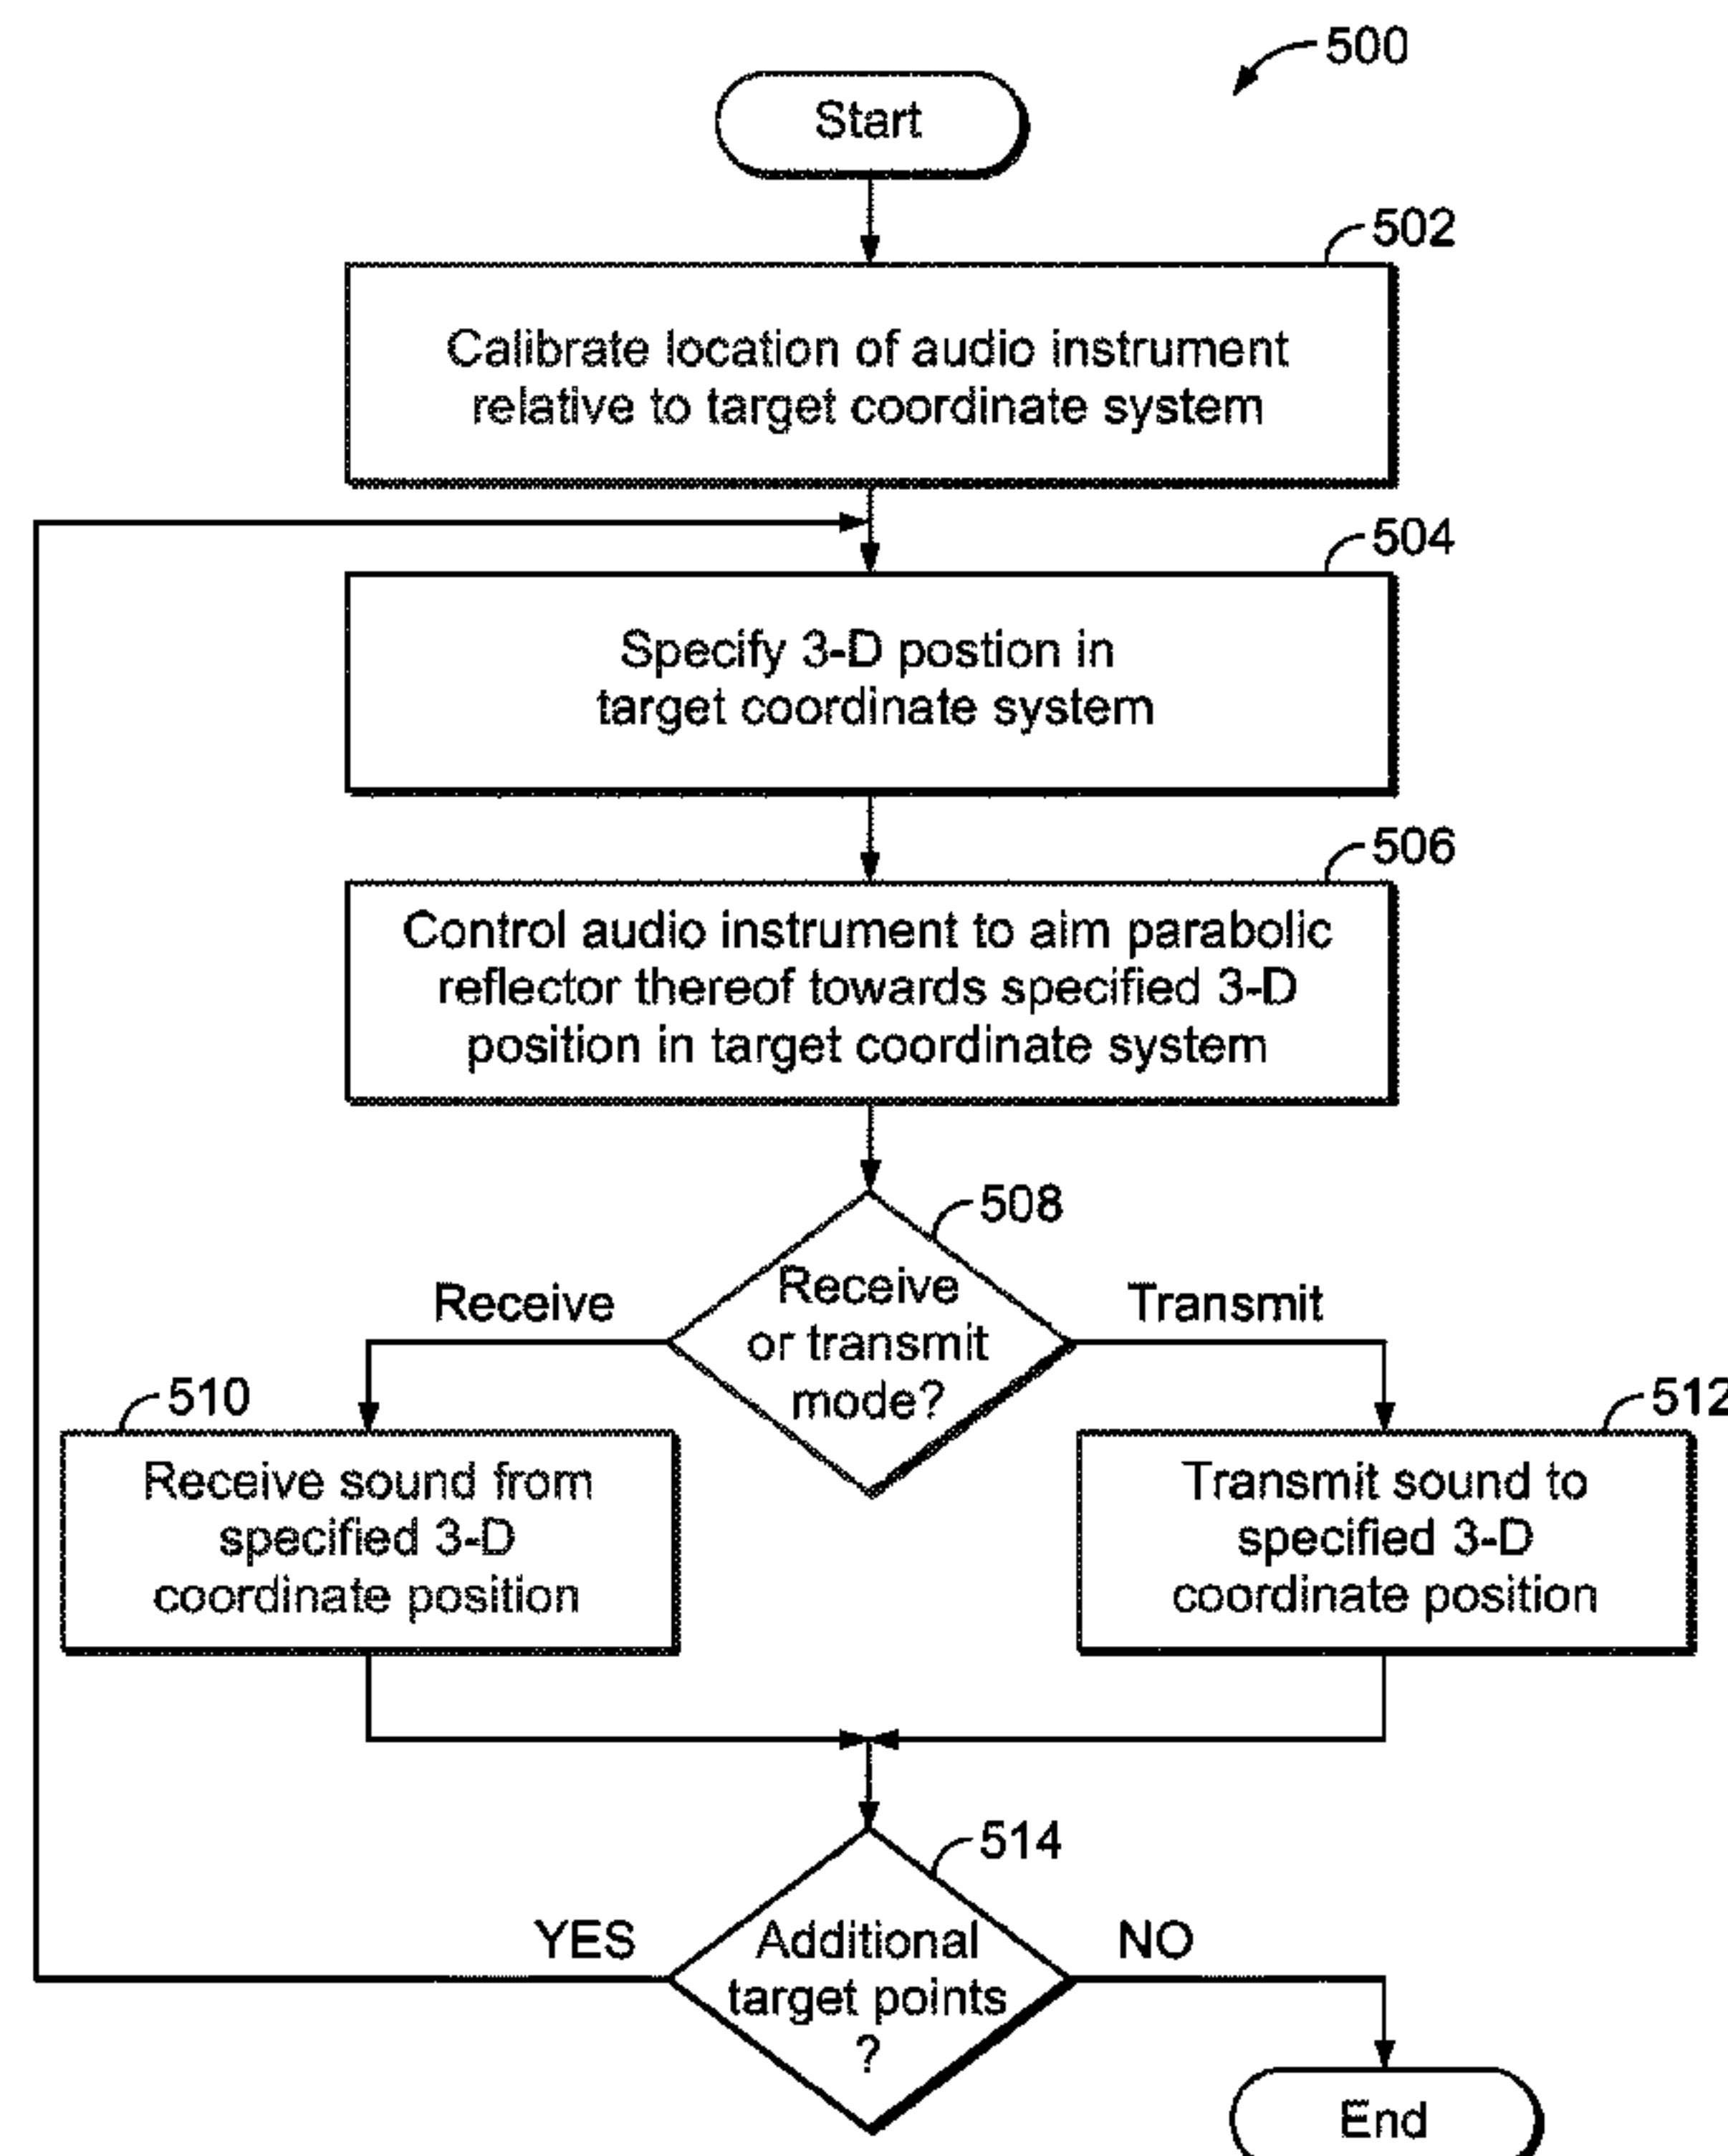 500
Start
502
Calibrate location of audio instrument
relative to target coordinate system
504
Specify 3-D postion in
target coordinate system
506
Control audio instrument to aim parabolic
reflector thereof towards specified 3-D
position in target coordinate system
508
Receive
or transmit
mode?
Receive
Transmit
510
Receive sound from
specified 3-D
coordinate position
512
Transmit sound to
specified 3-D
coordinate position
514
Additional
target points
?
YES
NO
End